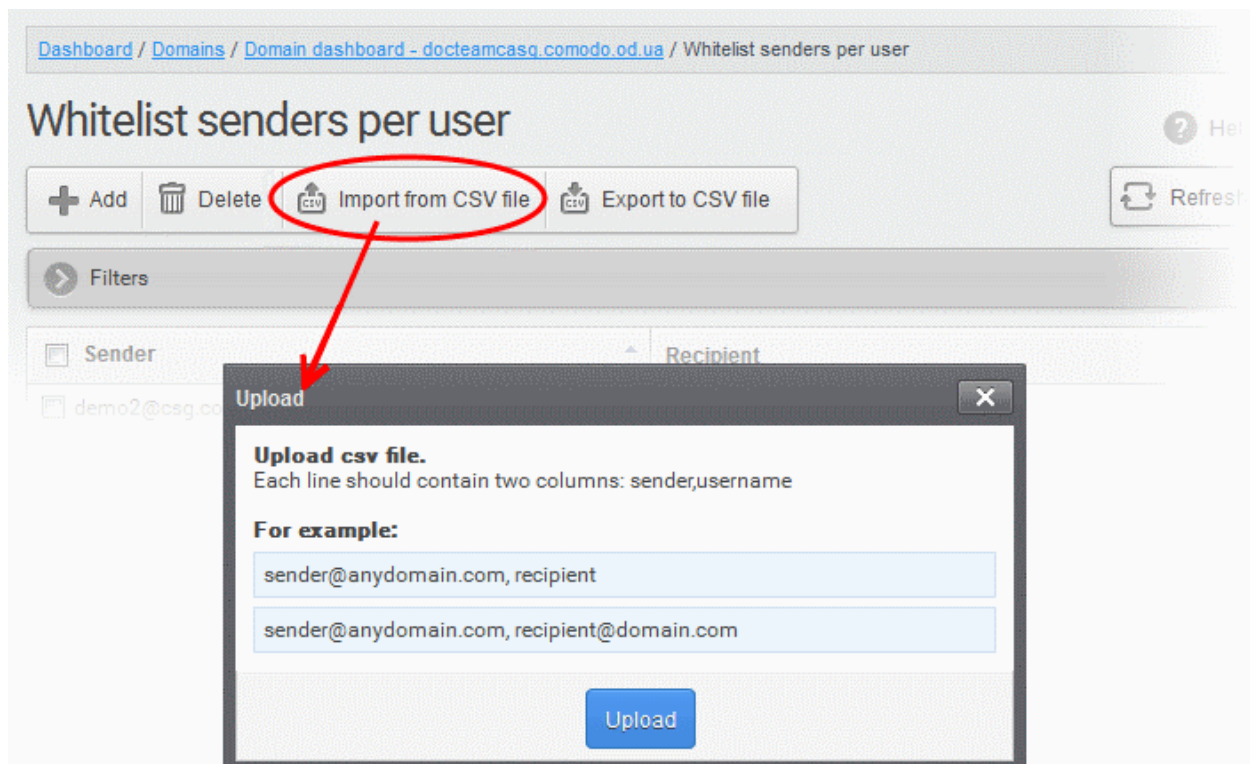 Dashboard / Domains / Domain dashboard - docteamcasg.comodo.od.ua / Whitelist senders per user
Whitelist senders per user
Add Delete Import from CSV file Export to CSV file
Filters
Sender Recipient
Upload
Upload csv file.
Each line should contain two columns: sender,username
For example:
sender@anydomain.com, recipient
sender@anydomain.com, recipient@domain.com
Upload